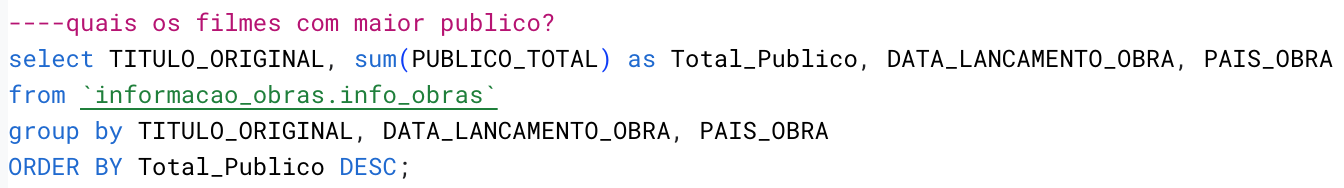 ----quais os filmes com maior publico?
select TITULO_ORIGINAL, sum(PUBLICO_TOTAL) as Total_Publico, DATA_LANCAMENTO_OBRA, PAIS_OBRA
from `informacao_obras.info_obras`
group by TITULO_ORIGINAL, DATA_LANCAMENTO_OBRA, PAIS_OBRA
ORDER BY Total_Publico DESC;